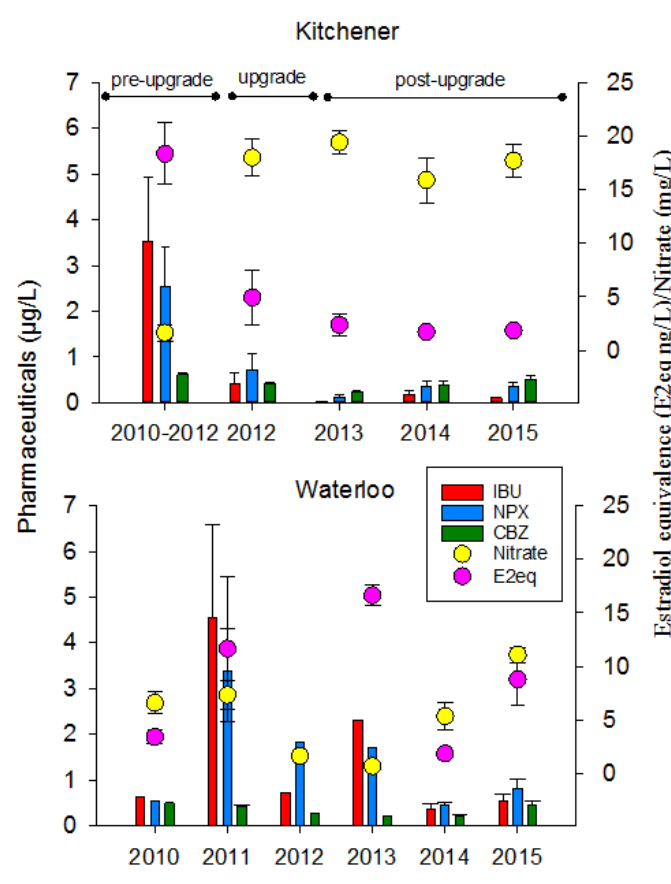 Kitchener
pre-upgrade upgrade post-upgrade
7 25
6 20
5 15
4 10
3 5
2 0
1
0
2010-2012 2012 2013 2014 2015
Pharmaceuticals (µg/L)
Estradiol equivalence (E2eq ng/L)/Nitrate (mg/L)
Waterloo
IBU
NPX
CBZ
Nitrate
E2eq
7 25
6 20
5 15
4 10
3 5
2 0
1
0
2010 2011 2012 2013 2014 2015